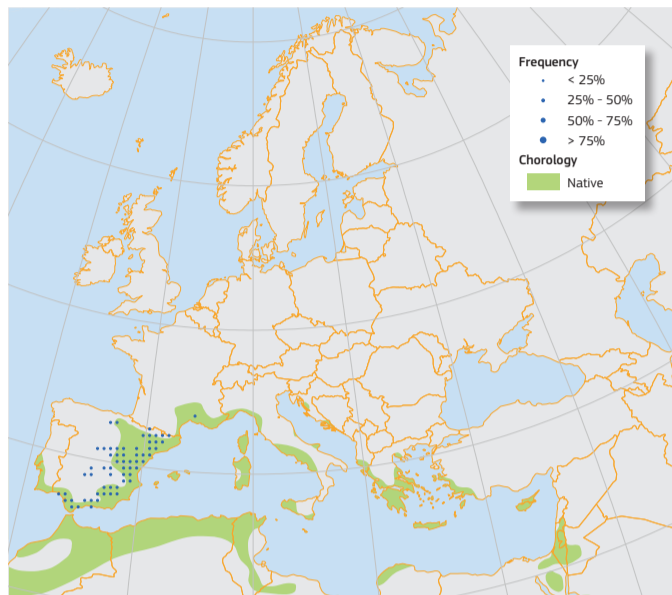 Frequency
< 25%
25% - 50%
50% - 75%
> 75%
Chorology
Native